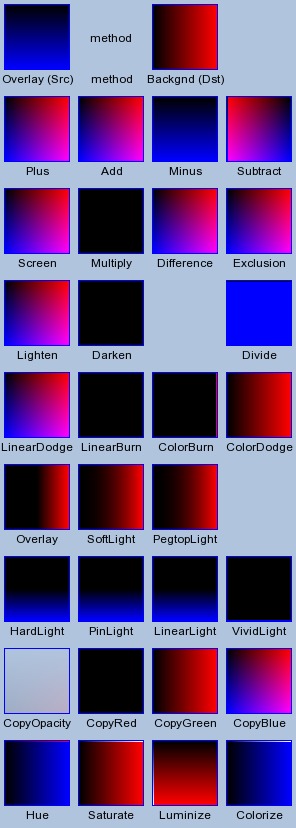 method
Overlay (Src) method Backgnd (Dst)
Plus Add Minus Subtract
Screen Multiply Difference Exclusion
Lighten Darken Divide
LinearDodge LinearBurn ColorBurn ColorDodge
Overlay SoftLight PegtopLight
HardLight PinLight LinearLight VividLight
CopyOpacity CopyRed CopyGreen CopyBlue
Hue Saturate Luminize Colorize